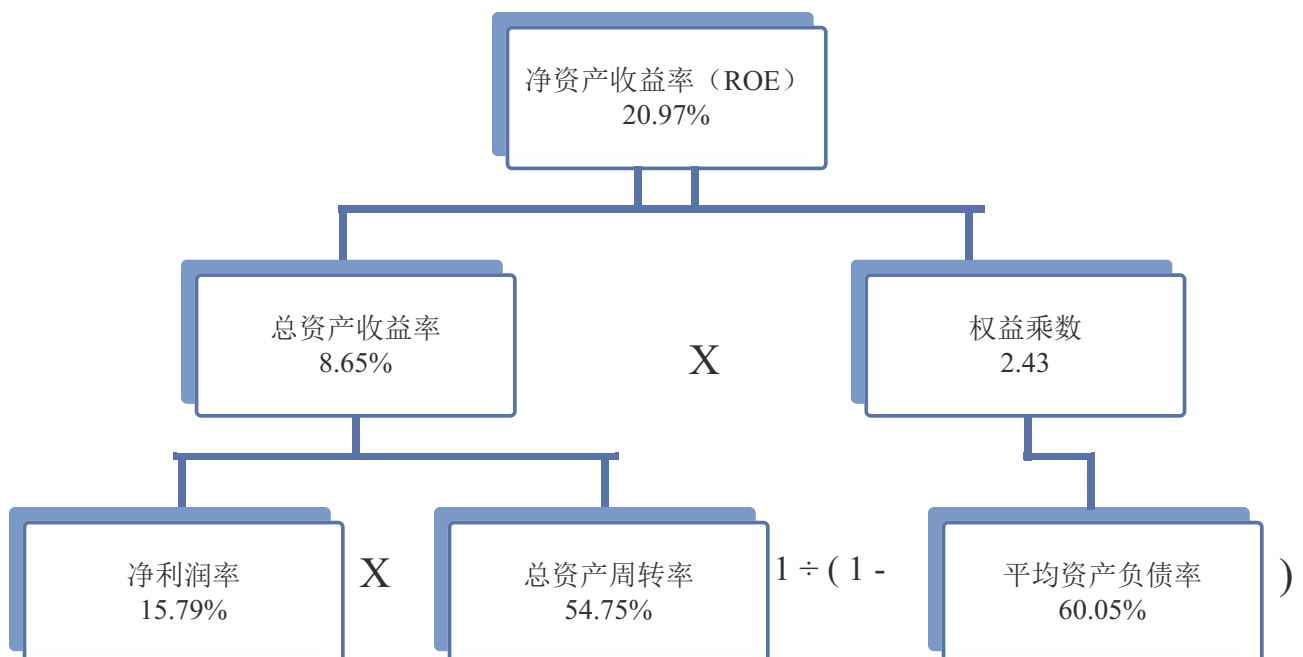 净资产收益率（ROE）
20.97%
总资产收益率
8.65%
X
权益乘数
2.43
净利润率
15.79%
X
总资产周转率
54.75%
1 ÷ ( 1 -
平均资产负债率
60.05%
)